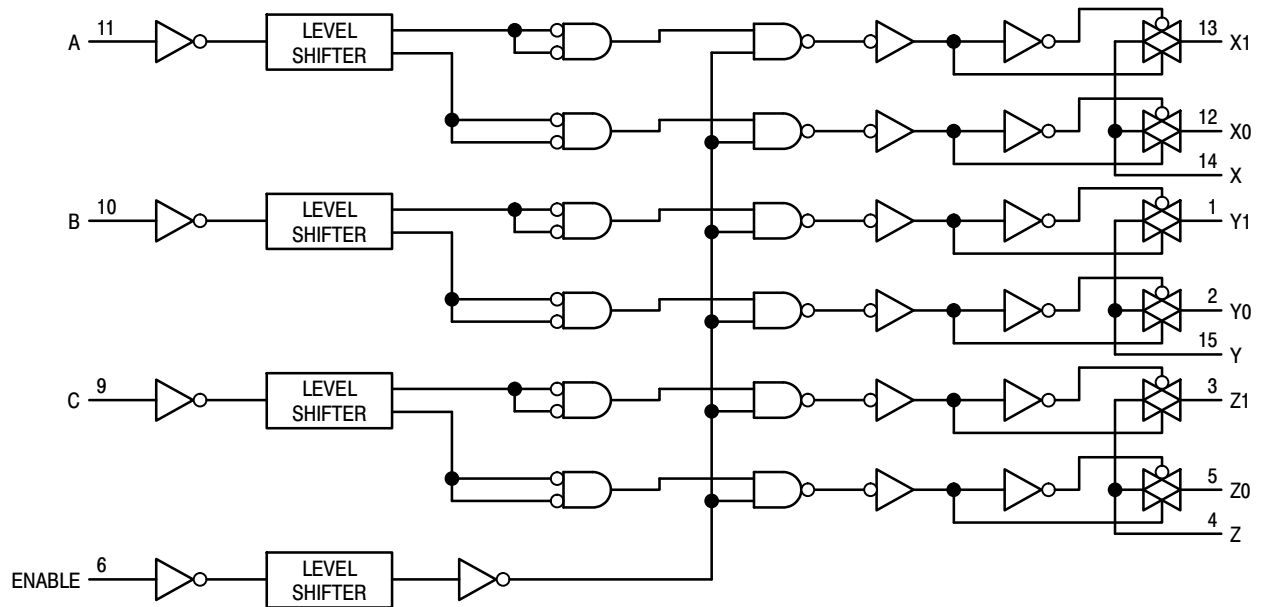 A 11 LEVEL SHIFTER 13 X1
12 X0
14 X
B 10 LEVEL SHIFTER 1 Y1
2 Y0
15 Y
C 9 LEVEL SHIFTER 3 Z1
5 Z0
4 Z
ENABLE 6 LEVEL SHIFTER